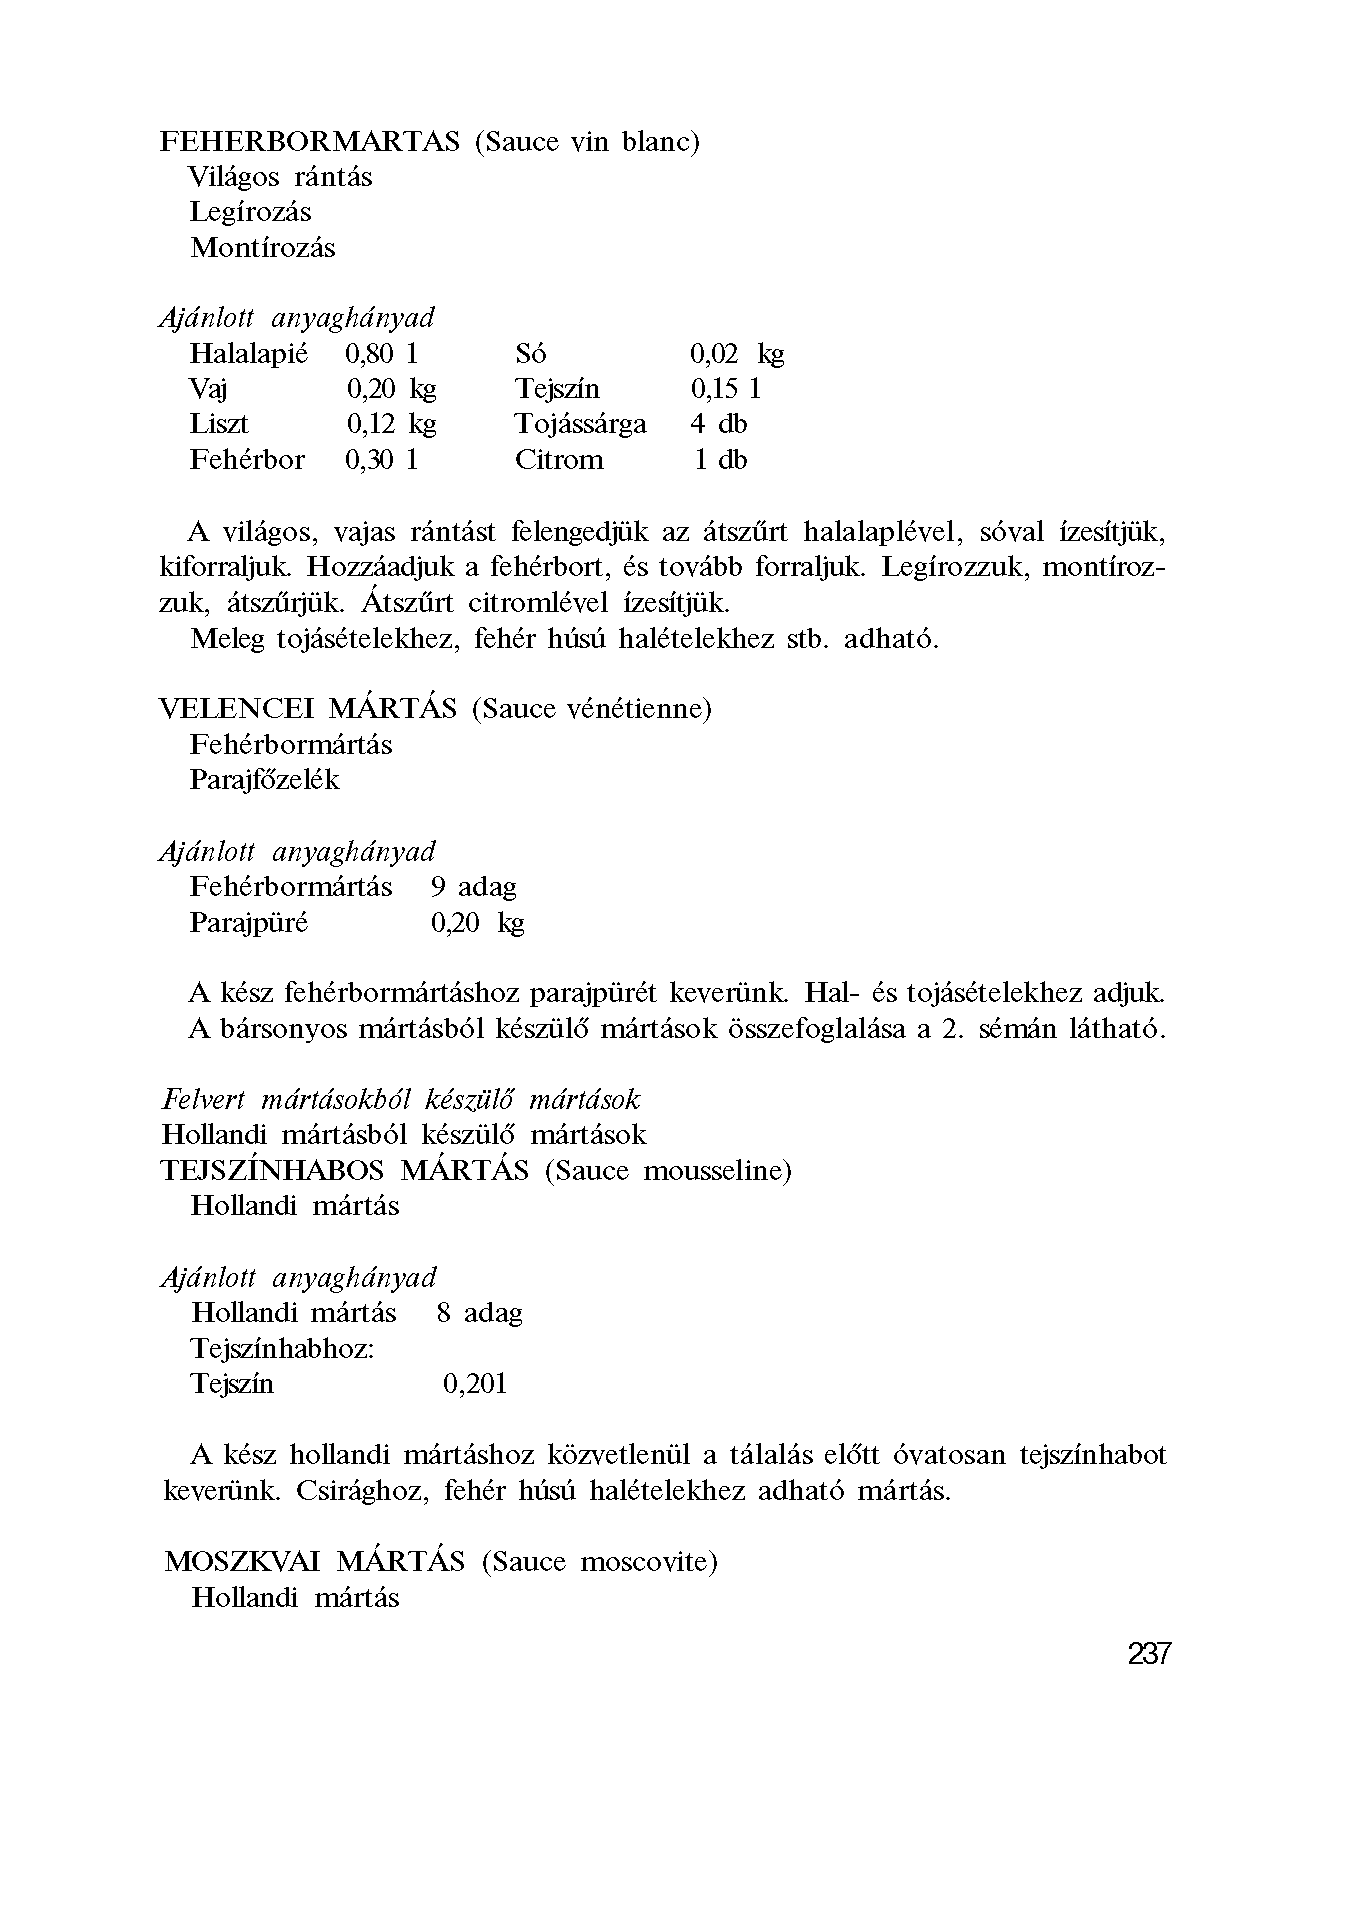 FEHERBORMARTAS (Sauce vin blanc)
Világos rántás
Legírozás
Montírozás
Ajánlott anyaghányad
Halalapié 0,80 1 Só 0,02 kg
Vaj 0,20 kg Tejszín 0,15 1
Liszt 0,12 kg Tojássárga 4 db
Fehérbor 0,30 1 Citrom 1 db
A világos, vajas rántást felengedjük az átszűrt halalaplével, sóval ízesítjük,
kiforraljuk. Hozzáadjuk a fehérbort, és tovább forraljuk. Legírozzuk, montíroz-
zuk, átszűrjük. Átszűrt citromlével ízesítjük.
Meleg tojásételekhez, fehér húsú halételekhez stb. adható.
VELENCEI MÁRTÁS (Sauce vénétienne)
Fehérbormártás
Parajfőzelék
Ajánlott anyaghányad
Fehérbormártás 9 adag
Parajpüré 0,20 kg
A kész fehérbormártáshoz parajpürét keverünk. Hal- és tojásételekhez adjuk.
A bársonyos mártásból készülő mártások összefoglalása a 2. sémán látható.
Felvert mártásokból készülő mártások
Hollandi mártásból készülő mártások
TEJSZÍNHABOS MÁRTÁS (Sauce mousseline)
Hollandi mártás
Ajánlott anyaghányad
Hollandi mártás 8 adag
Tejszínhabhoz:
Tejszín 0,201
A kész hollandi mártáshoz közvetlenül a tálalás előtt óvatosan tejszínhabot
keverünk. Csirághoz, fehér húsú halételekhez adható mártás.
MOSZKVAI MÁRTÁS (Sauce moscovite)
Hollandi mártás
237